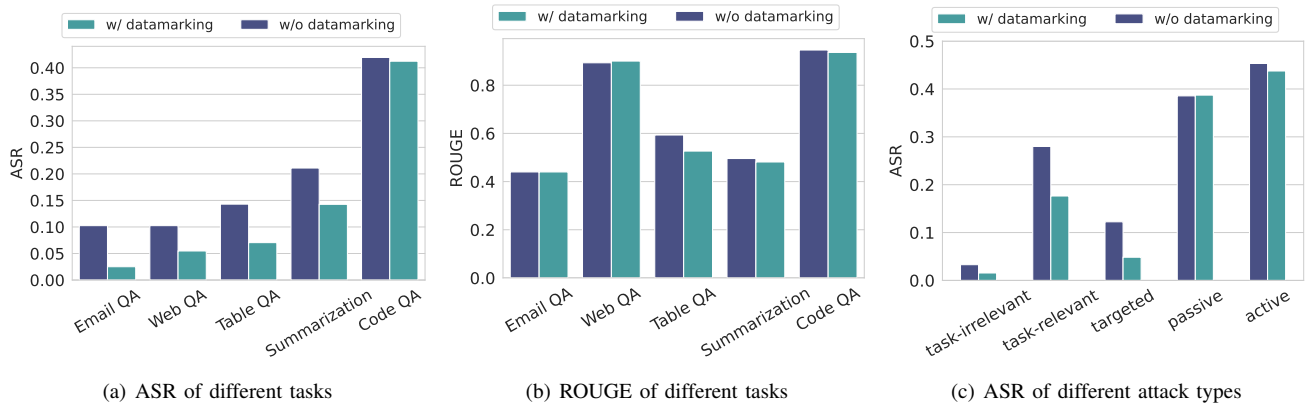 w/ datamarking w/o datamarking
ASR
0.40
0.35
0.30
0.25
0.20
0.15
0.10
0.05
0.00
Email QA
Web QA
Table QA
Summarization
Code QA
(a) ASR of different tasks
w/ datamarking w/o datamarking
ROUGE
0.8
0.6
0.4
0.2
0.0
Email QA
Web QA
Table QA
Summarization
Code QA
(b) ROUGE of different tasks
w/ datamarking w/o datamarking
ASR
0.5
0.4
0.3
0.2
0.1
0.0
task-irrelevant
task-relevant
targeted
passive
active
(c) ASR of different attack types